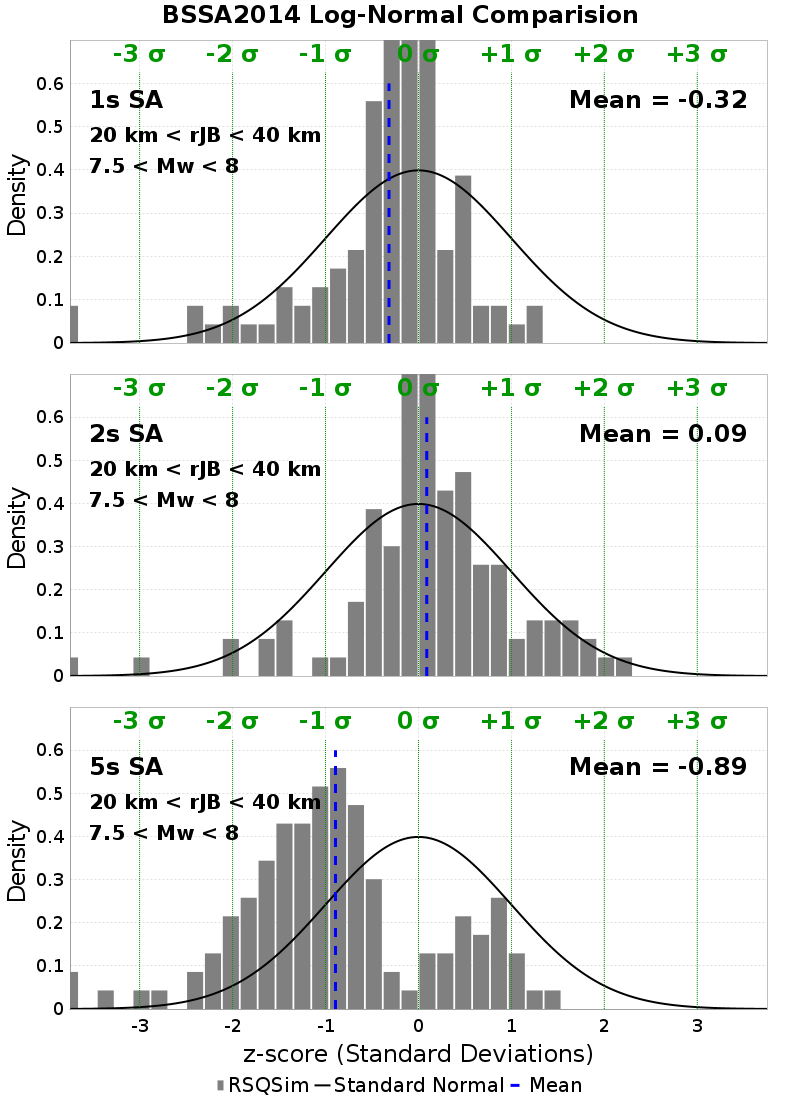 BSSA2014 Log-Normal Comparision
-3 σ -2 σ -1 σ 0 σ +1 σ +2 σ +3 σ
1s SA
Mean = -0.32
20 km < rJB < 40 km
7.5 < Mw < 8
Density
0.6
0.5
0.4
0.3
0.2
0.1
0
-3 σ -2 σ -1 σ 0 σ +1 σ +2 σ +3 σ
2s SA
Mean = 0.09
20 km < rJB < 40 km
7.5 < Mw < 8
Density
0.6
0.5
0.4
0.3
0.2
0.1
0
-3 σ -2 σ -1 σ 0 σ +1 σ +2 σ +3 σ
5s SA
Mean = -0.89
20 km < rJB < 40 km
7.5 < Mw < 8
Density
0.6
0.5
0.4
0.3
0.2
0.1
0
-3 -2 -1 0 1 2 3
z-score (Standard Deviations)
RSQSim Standard Normal Mean